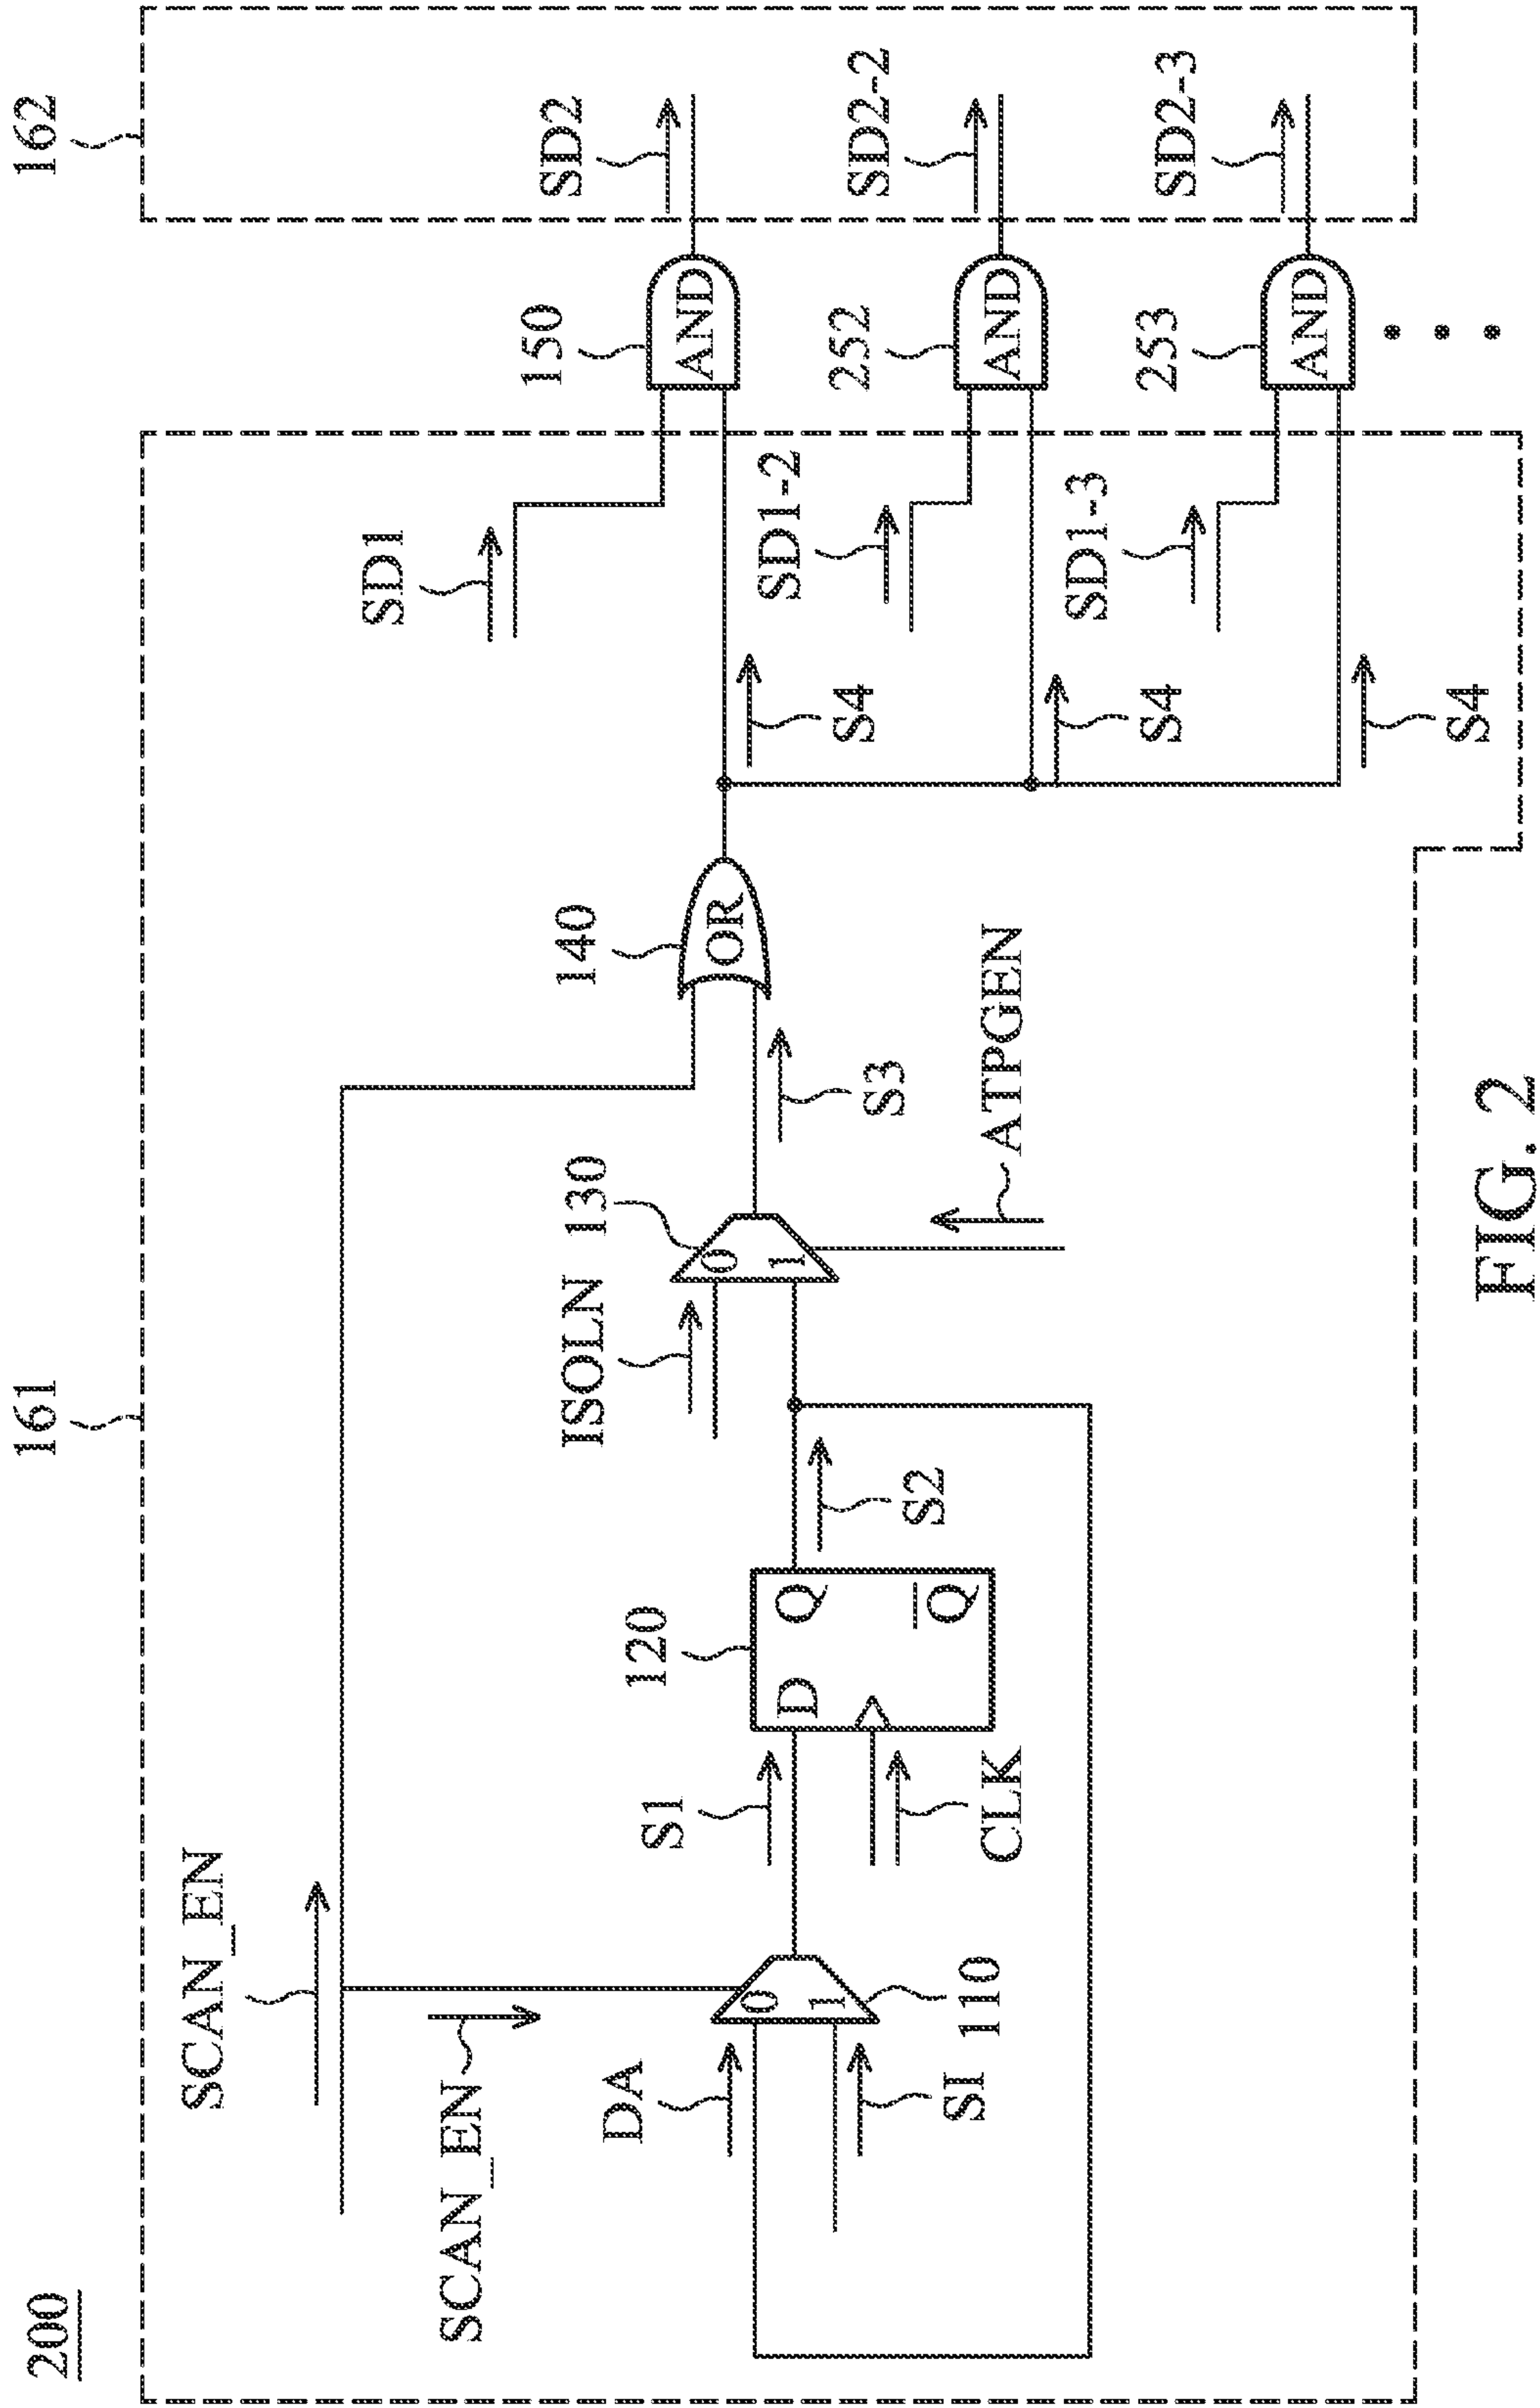 200
161
162
SCAN_EN
SCAN_EN
SD1
SD2
DA
S1
120
ISOLN
130
140
150
0
1
D
Q
Q
0
1
OR
AND
SI
110
CLK
S2
S3
S4
SD1-2
252
SD2-2
AND
ATPGEN
S4
SD1-3
253
SD2-3
AND
S4
FIG. 2